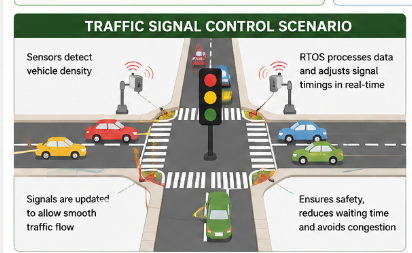 TRAFFIC SIGNAL CONTROL SCENARIO
Sensors detect
vehicle density
RTOS processes data
and adjusts signal
timings in real-time
Signals are updated
to allow smooth
traffic flow
Ensures safety,
reduces waiting time
and avoids congestion